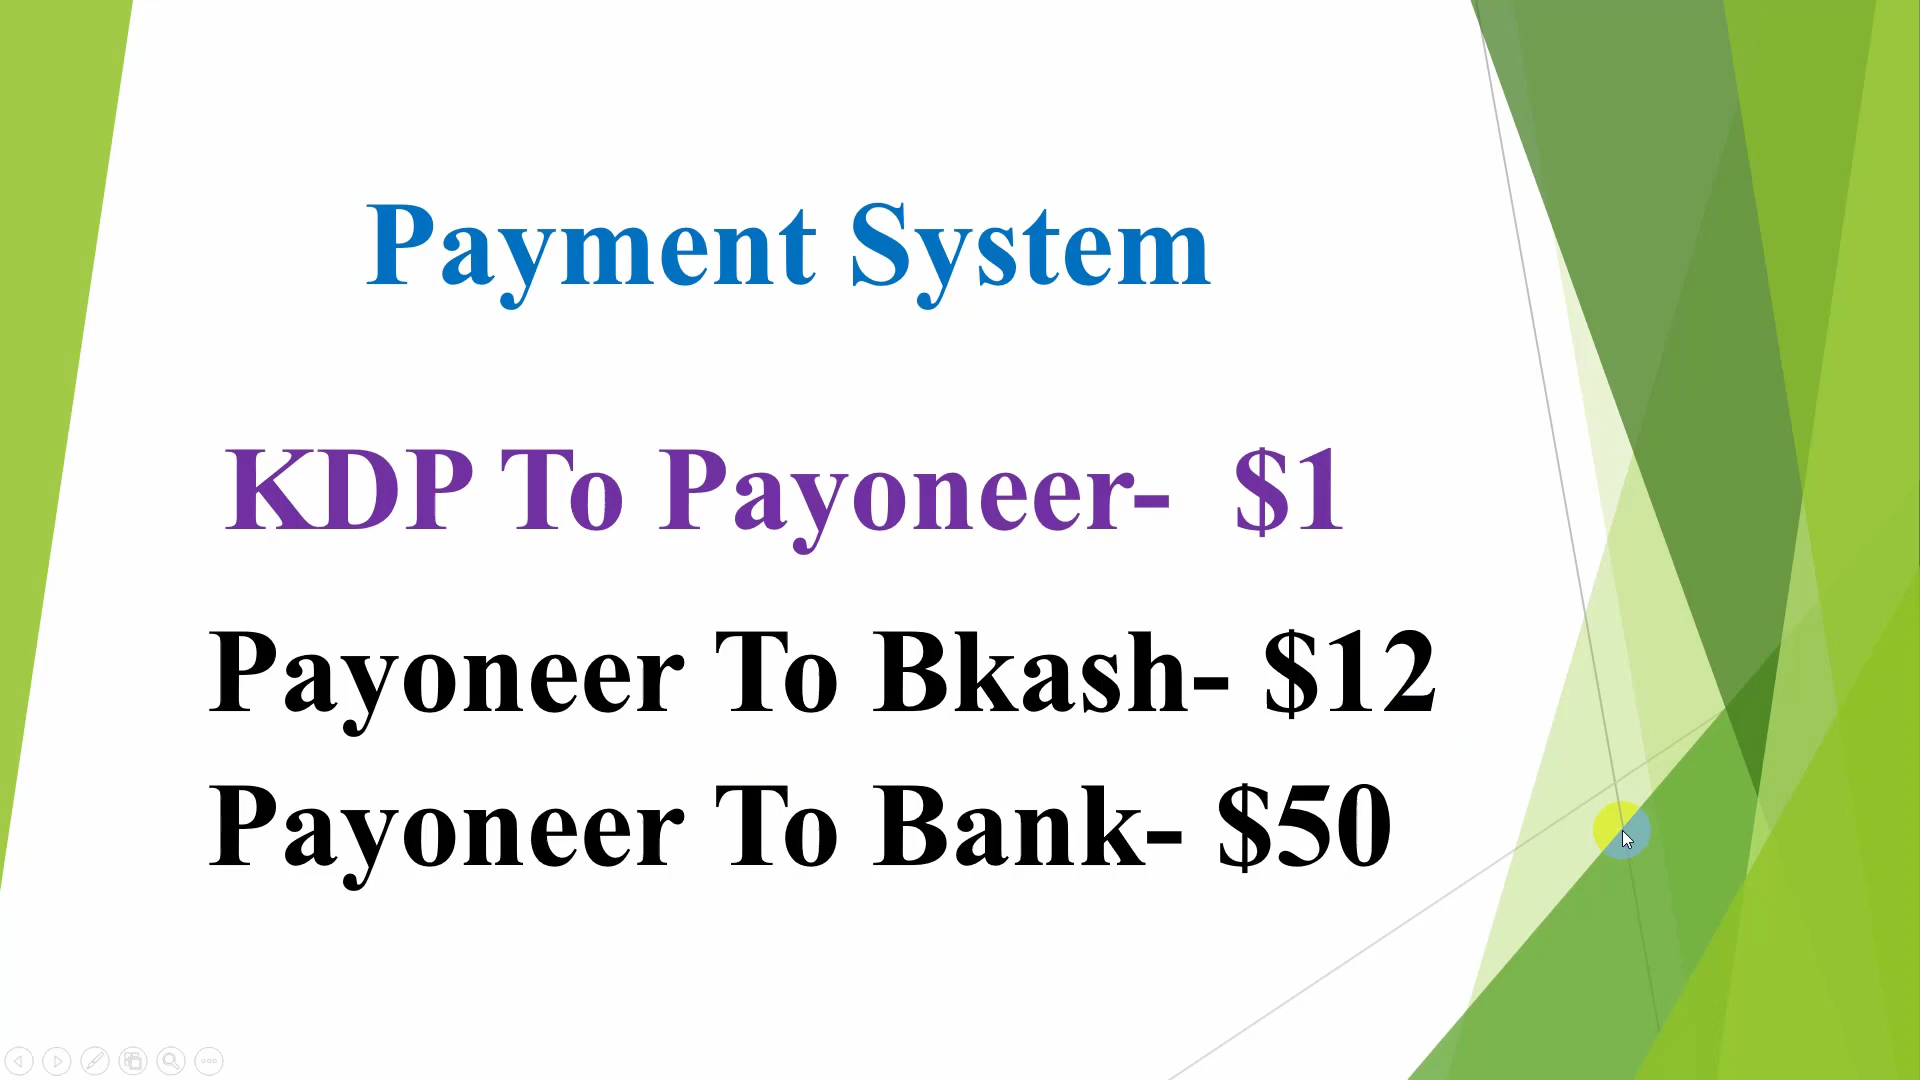 Payment System
KDP To Payoneer-  $1
Payoneer To Bkash- $12
Payoneer To Bank- $50